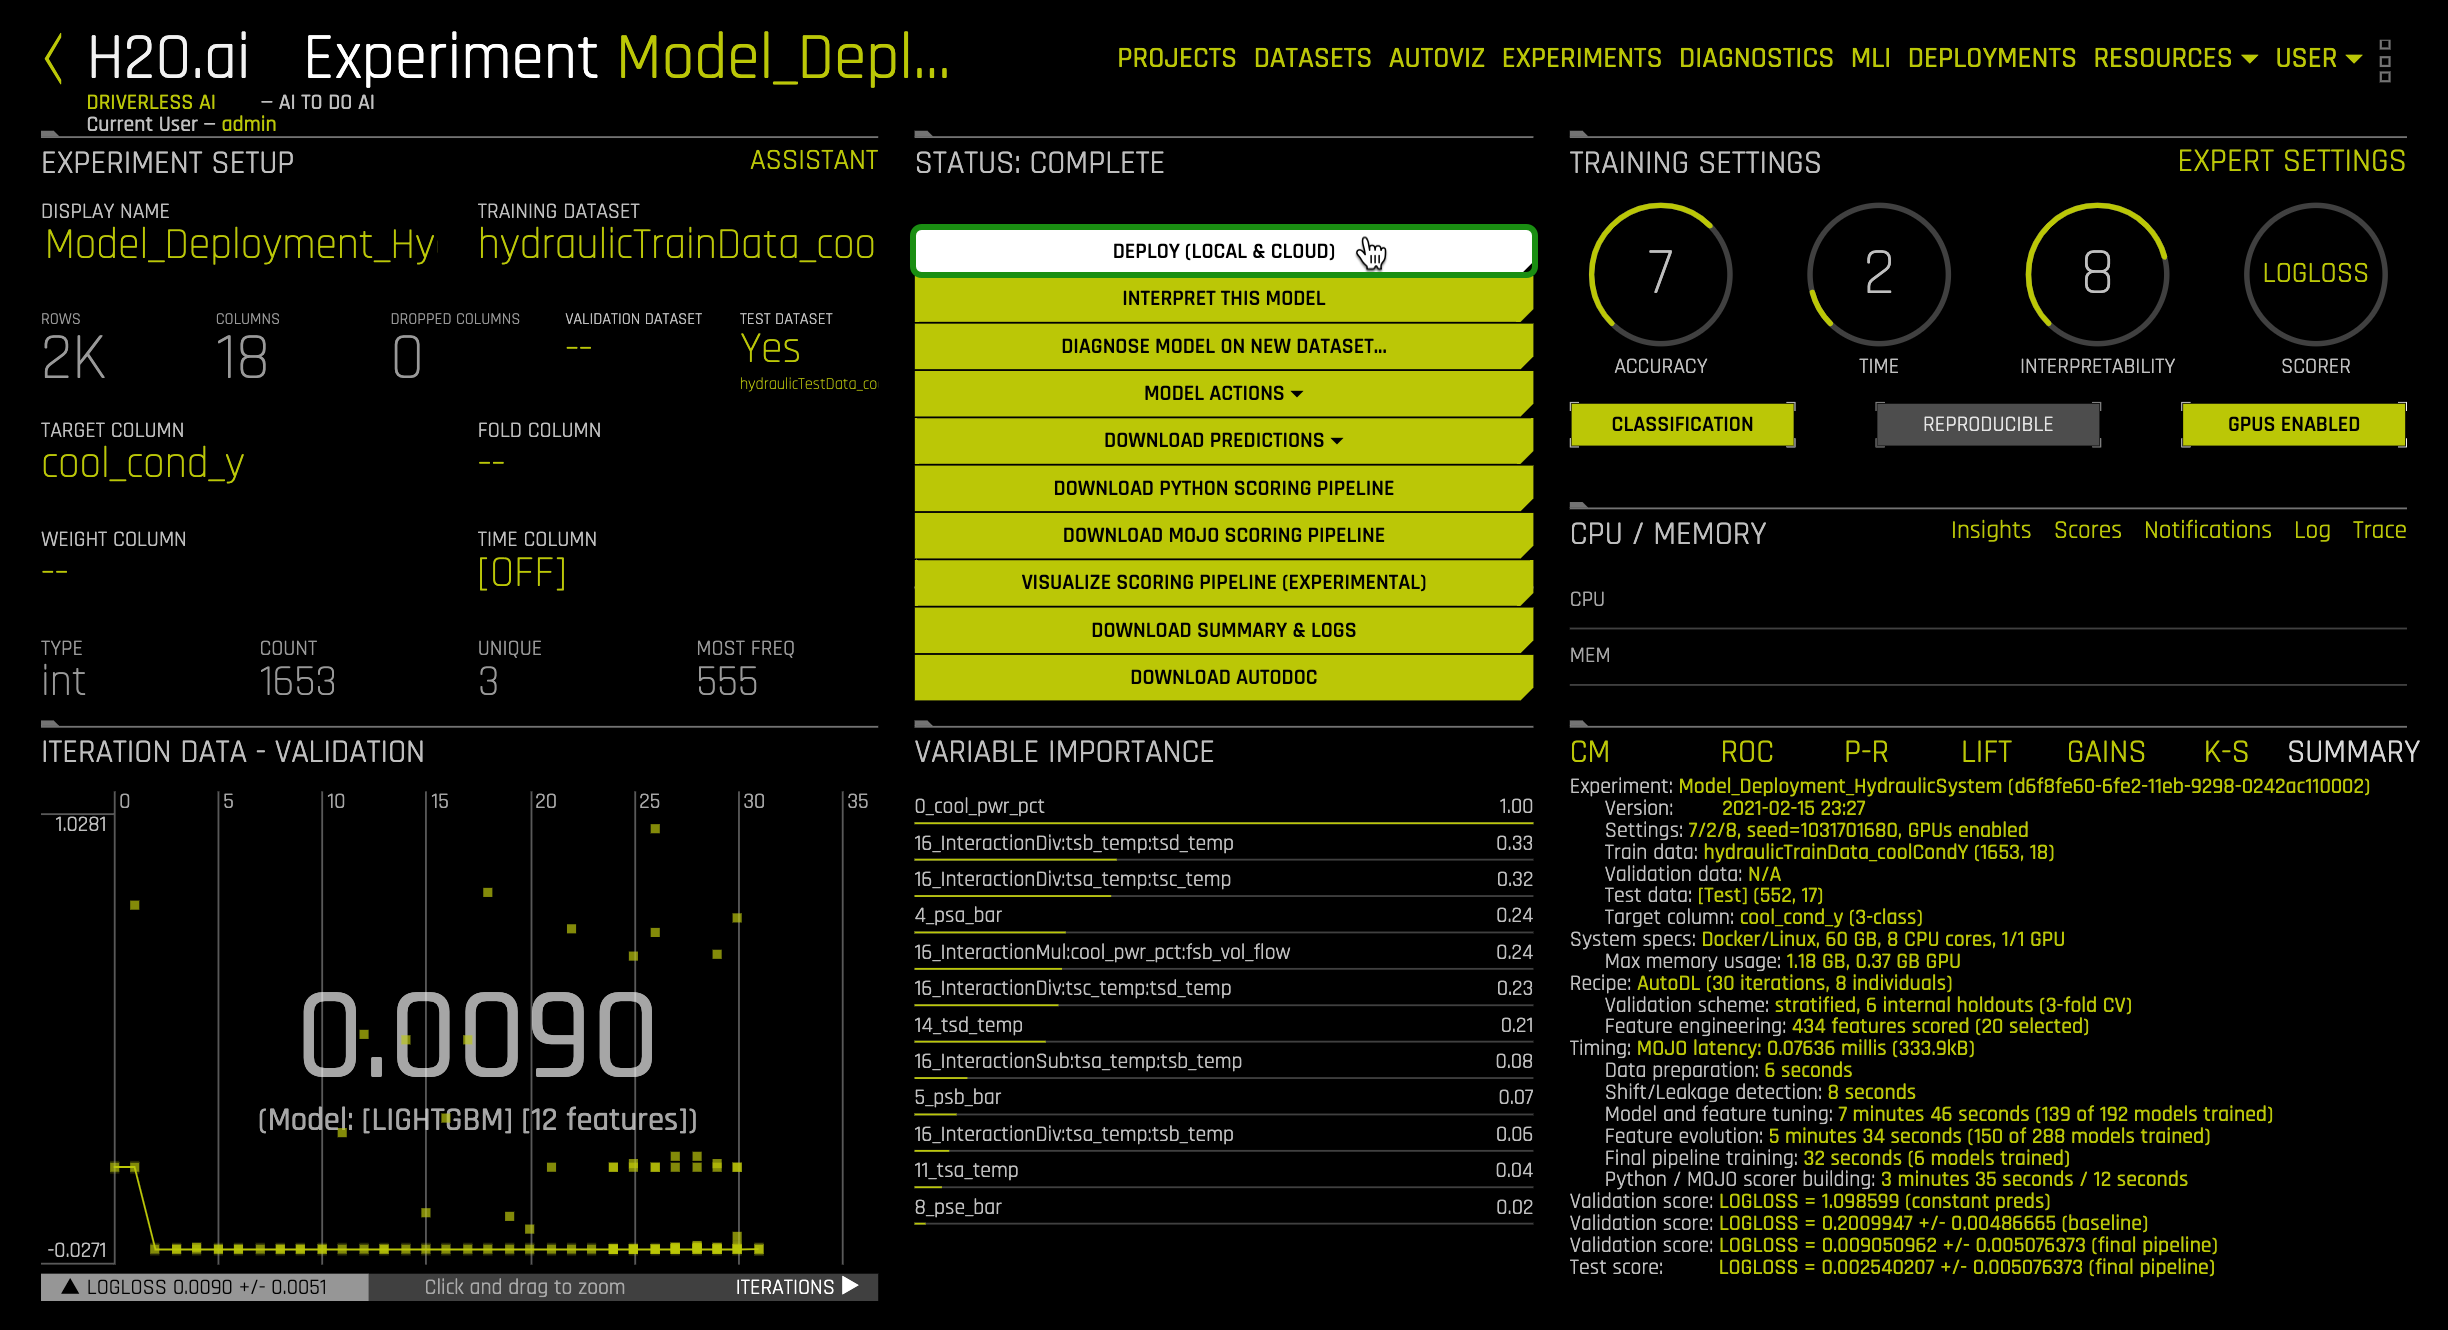 H2O.ai Experiment Model_Depl...
DRIVERLESS AI — AI TO DO AI
Current User — admin
PROJECTS DATASETS AUTOVIZ EXPERIMENTS DIAGNOSTICS MLI DEPLOYMENTS RESOURCES USER
EXPERIMENT SETUP ASSISTANT
DISPLAY NAME TRAINING DATASET
Model_Deployment_Hy hydraulicTrainData_coo
ROWS COLUMNS DROPPED COLUMNS VALIDATION DATASET TEST DATASET
2K 18 0 -- Yes
hydraulicTestData_co
TARGET COLUMN FOLD COLUMN
cool_cond_y --
WEIGHT COLUMN TIME COLUMN
-- [OFF]
TYPE COUNT UNIQUE MOST FREQ
int 1653 3 555
STATUS: COMPLETE
DEPLOY (LOCAL & CLOUD)
INTERPRET THIS MODEL
DIAGNOSE MODEL ON NEW DATASET...
MODEL ACTIONS
DOWNLOAD PREDICTIONS
DOWNLOAD PYTHON SCORING PIPELINE
DOWNLOAD MOJO SCORING PIPELINE
VISUALIZE SCORING PIPELINE (EXPERIMENTAL)
DOWNLOAD SUMMARY & LOGS
DOWNLOAD AUTODOC
TRAINING SETTINGS EXPERT SETTINGS
7 2 8 LOGLOSS
ACCURACY TIME INTERPRETABILITY SCORER
CLASSIFICATION REPRODUCIBLE GPUS ENABLED
CPU / MEMORY Insights Scores Notifications Log Trace
CPU
MEM
ITERATION DATA - VALIDATION
0 5 10 15 20 25 30 35
1.0281
0.0090
(Model: [LIGHTGBM] [12 features])
-0.0271
LOGLOSS 0.0090 +/- 0.0051 Click and drag to zoom ITERATIONS
VARIABLE IMPORTANCE
0_cool_pwr_pct 1.00
16_InteractionDiv:tsb_temp:tsd_temp 0.33
16_InteractionDiv:tsa_temp:tsc_temp 0.32
4_psa_bar 0.24
16_InteractionMul:cool_pwr_pct:fsb_vol_flow 0.24
16_InteractionDiv:tsc_temp:tsd_temp 0.23
14_tsd_temp 0.21
16_InteractionSub:tsa_temp:tsb_temp 0.08
5_psb_bar 0.07
16_InteractionDiv:tsa_temp:tsb_temp 0.06
11_tsa_temp 0.04
8_pse_bar 0.02
CM ROC P-R LIFT GAINS K-S SUMMARY
Experiment: Model_Deployment_HydraulicSystem (d6f8fe60-6fe2-11eb-9298-0242ac110002)
Version: 2021-02-15 23:27
Settings: 7/2/8, seed=1031701680, GPUs enabled
Train data: hydraulicTrainData_coolCondY (1653, 18)
Validation data: N/A
Test data: [Test] (552, 17)
Target column: cool_cond_y (3-class)
System specs: Docker/Linux, 60 GB, 8 CPU cores, 1/1 GPU
Max memory usage: 1.18 GB, 0.37 GB GPU
Recipe: AutoDL (30 iterations, 8 individuals)
Validation scheme: stratified, 6 internal holdouts (3-fold CV)
Feature engineering: 434 features scored (20 selected)
Timing: MOJO latency: 0.07636 millis (333.9kB)
Data preparation: 6 seconds
Shift/Leakage detection: 8 seconds
Model and feature tuning: 7 minutes 46 seconds (139 of 192 models trained)
Feature evolution: 5 minutes 34 seconds (150 of 288 models trained)
Final pipeline training: 32 seconds (6 models trained)
Python / MOJO scorer building: 3 minutes 35 seconds / 12 seconds
Validation score: LOGLOSS = 1.098599 (constant preds)
Validation score: LOGLOSS = 0.2009947 +/- 0.00486665 (baseline)
Validation score: LOGLOSS = 0.009050962 +/- 0.005076373 (final pipeline)
Test score: LOGLOSS = 0.002540207 +/- 0.005076373 (final pipeline)